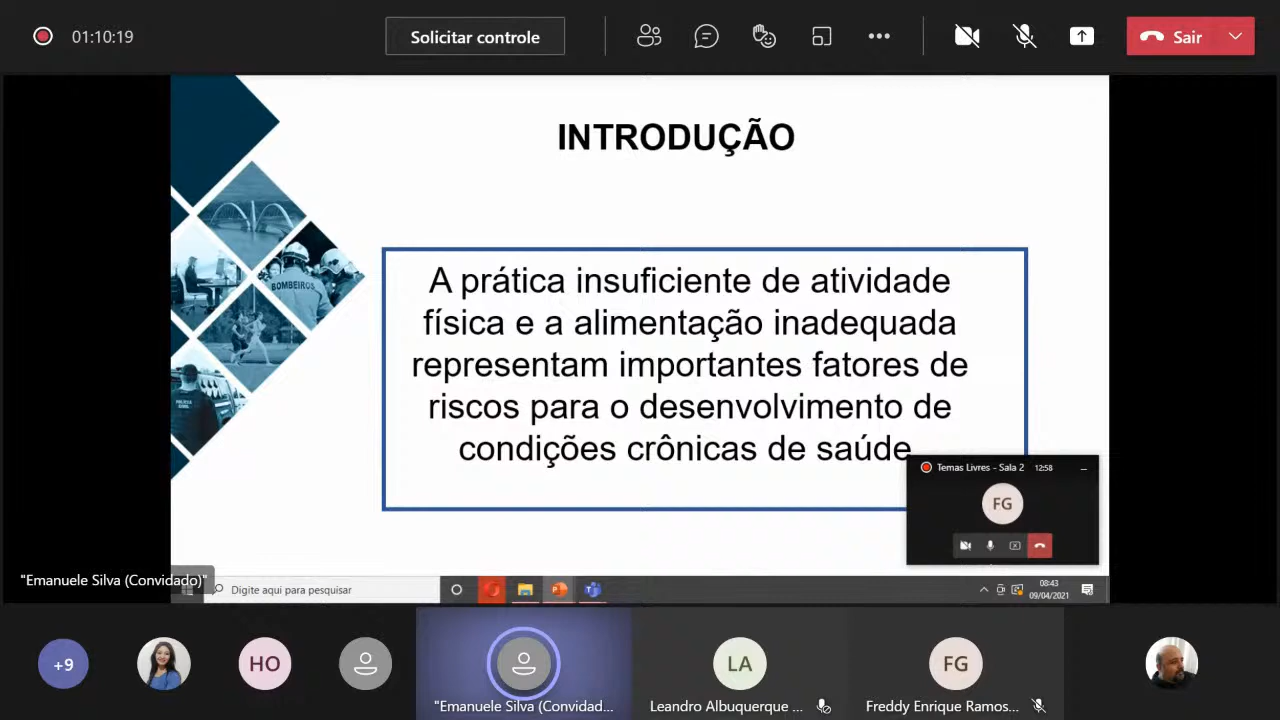 01:10:19
Solicitar controle
Sair
INTRODUÇÃO
BOMBEIROS
POLÍCIA
CIVIL
A prática insuficiente de atividade
física e a alimentação inadequada
representam importantes fatores de
riscos para o desenvolvimento de
condições crônicas de saúde
Temas Livres - Sala 2 12:58
FG
"Emanuele Silva (Convidado)"
Digite aqui para pesquisar
08:43
09/04/2021
+9
HO
LA
FG
"Emanuele Silva (Convidad...
Leandro Albuquerque ...
Freddy Enrique Ramos...